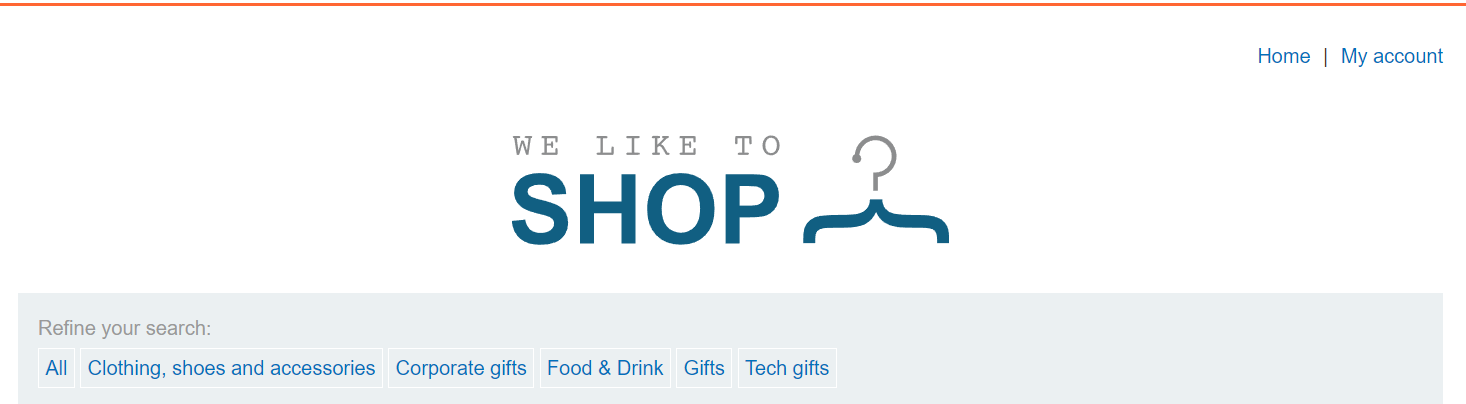 Home | My account
WE LIKE TO
SHOP
Refine your search:
All Clothing, shoes and accessories Corporate gifts Food & Drink Gifts Tech gifts